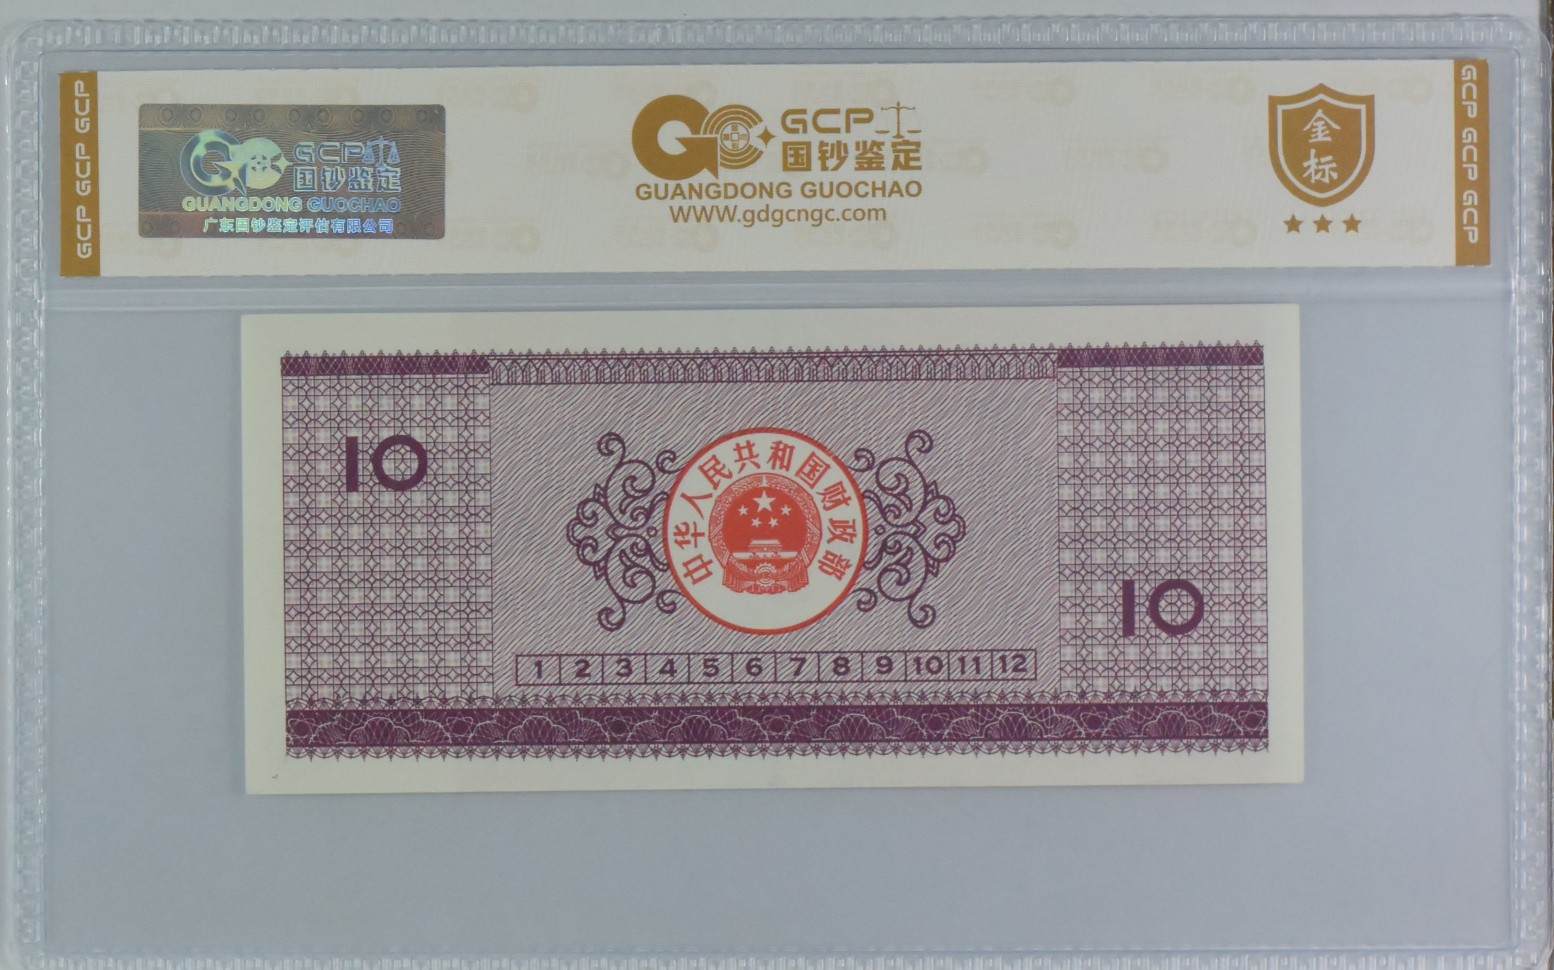 GCP GCP GCP
GCP
国钞鉴定
GUANGDONG GUOCHAO
广东国钞鉴定评估有限公司
GCP
国钞鉴定
GUANGDONG GUOCHAO
WWW.gdgcngc.com
金
标
GCP GCP GCP
10
中华人民共和国财政部
10
1 2 3 4 5 6 7 8 9 10 11 12